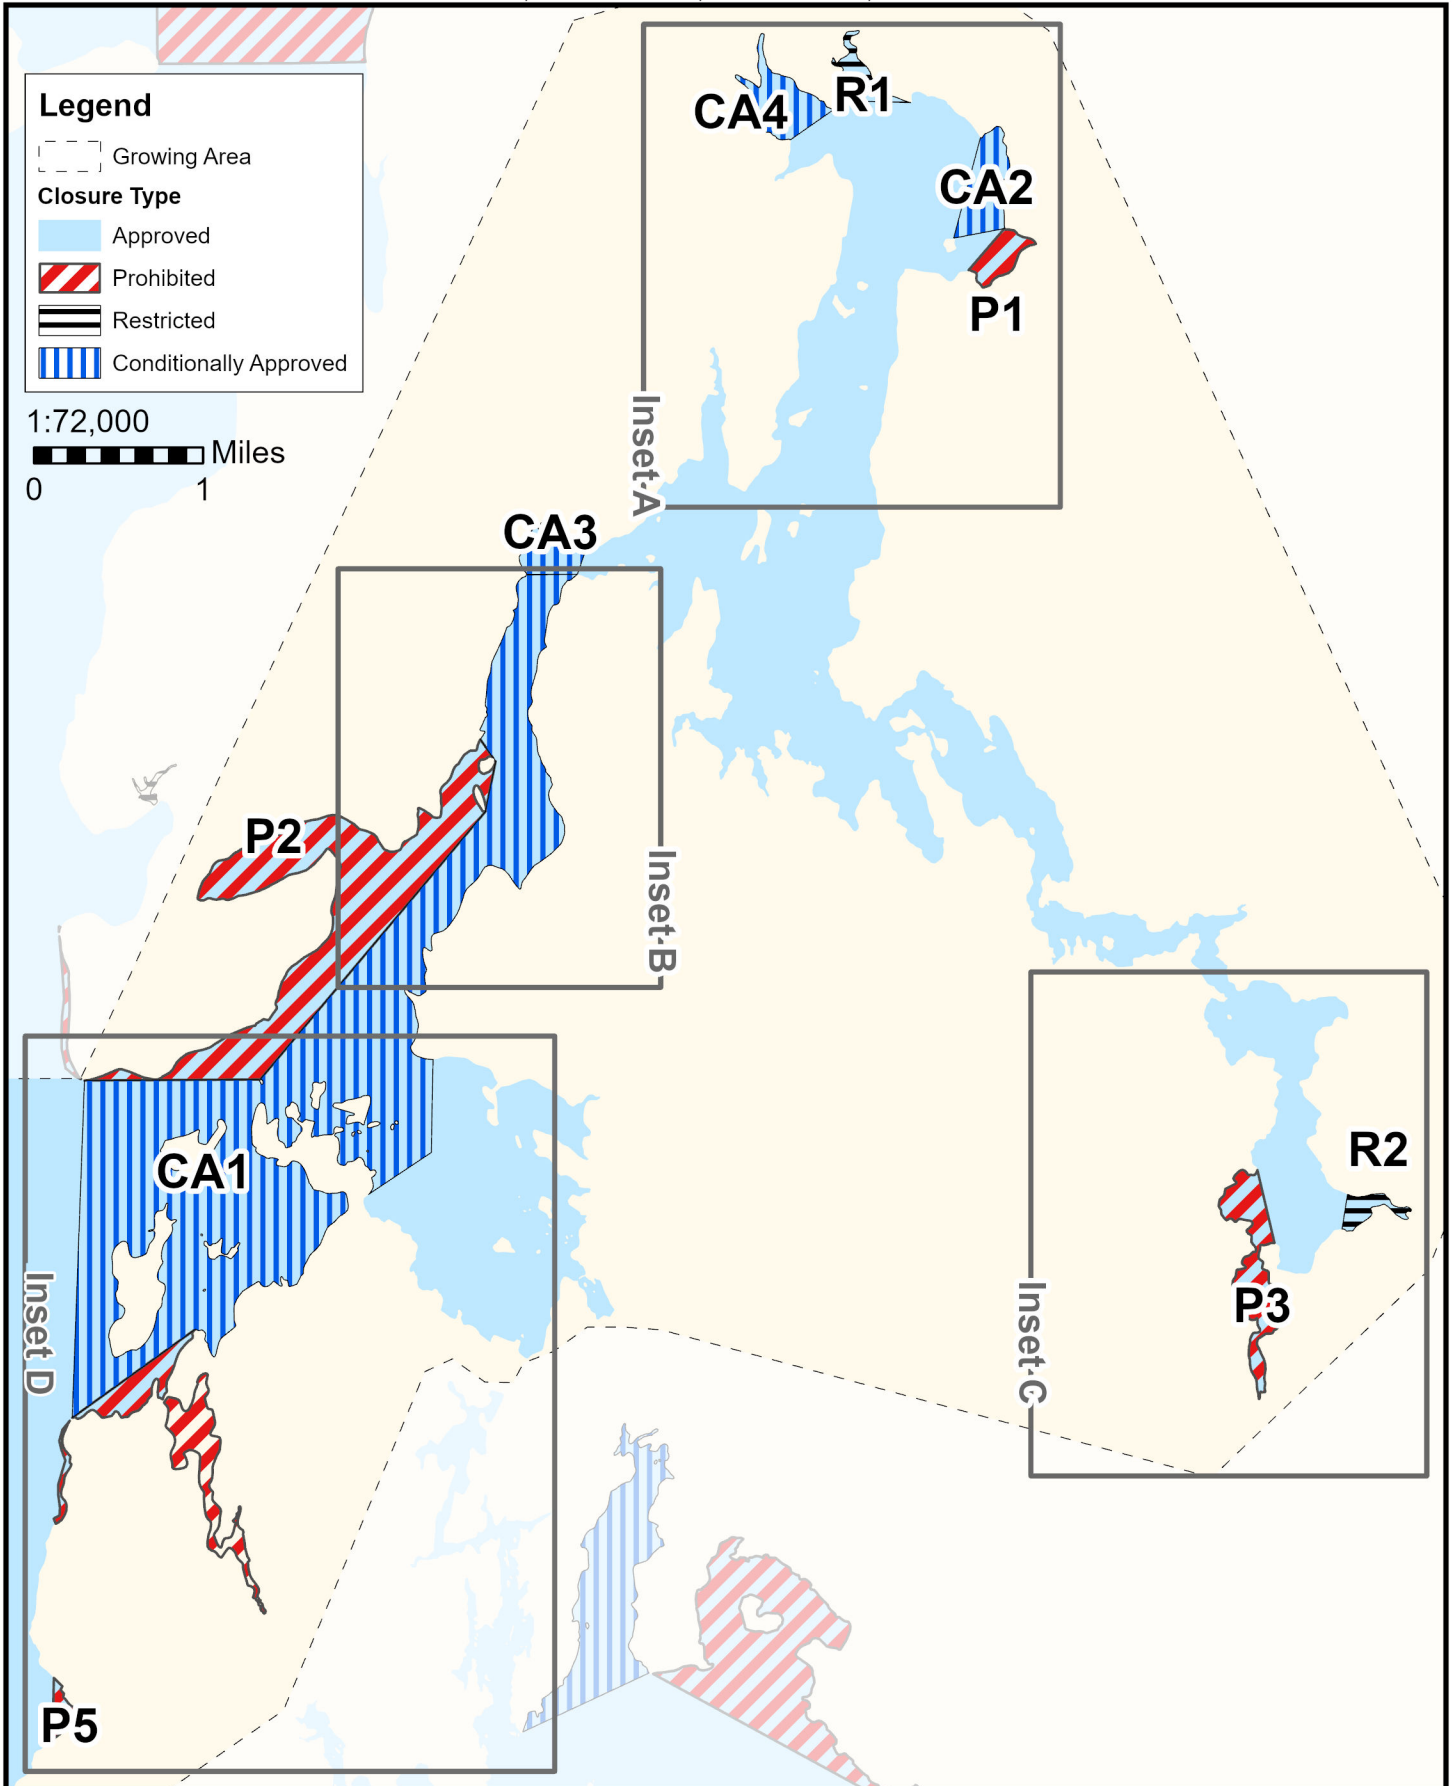 Legend
Growing Area
Closure Type
Approved
Prohibited
Restricted
Conditionally Approved
1:72,000
Miles
0 1
CA4
R1
CA2
P1
Inset A
CA3
P2
Inset B
CA1
Inset D
R2
P3
Inset C
P5